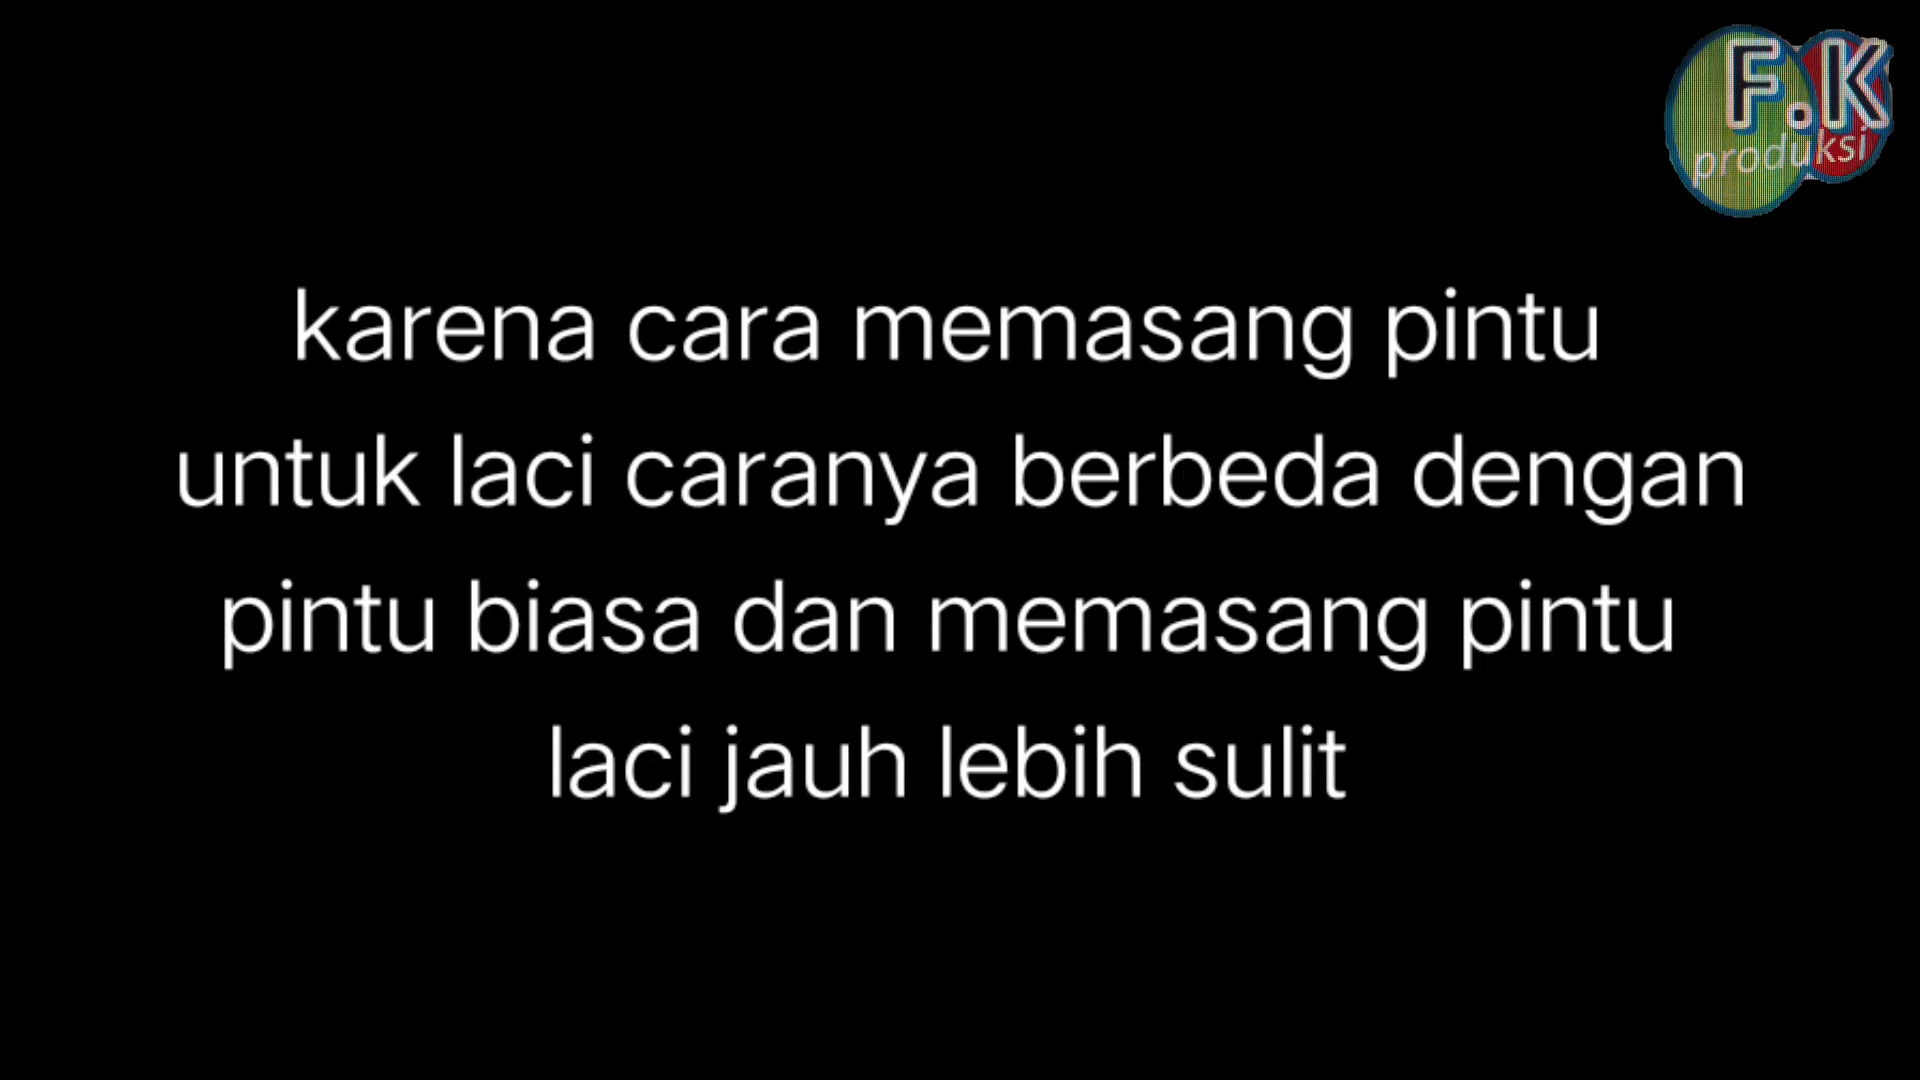 F.K
produksi
karena cara memasang pintu
untuk laci caranya berbeda dengan
pintu biasa dan memasang pintu
laci jauh lebih sulit